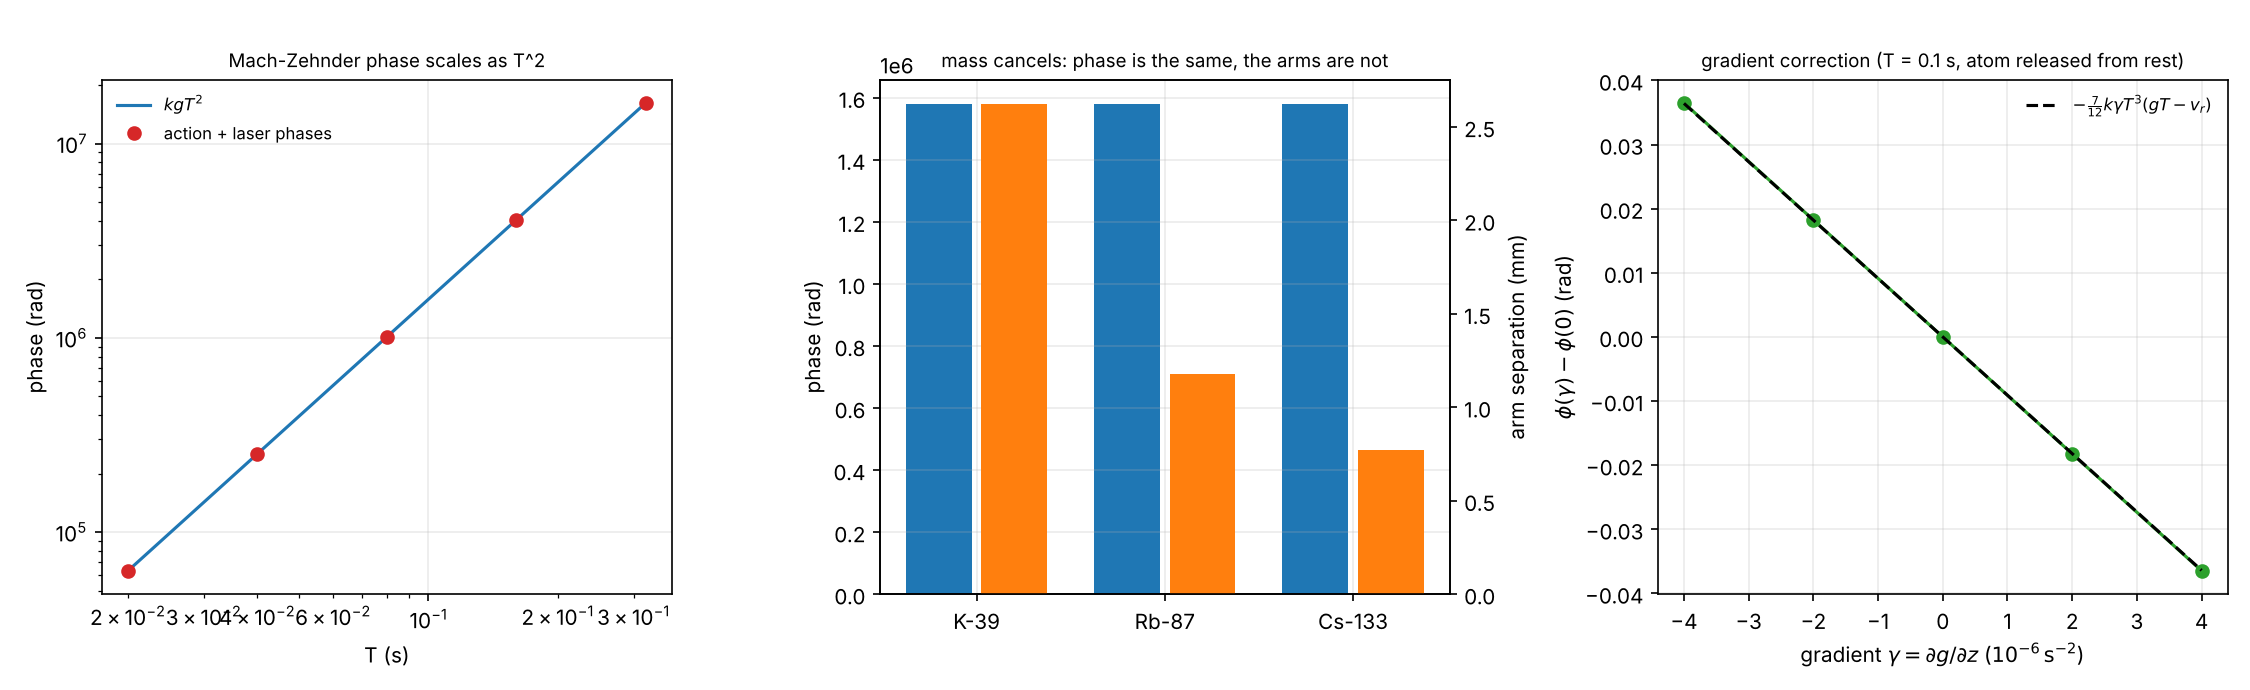 Mach-Zehnder phase scales as T^2
kgT²
action + laser phases
10⁷
10⁶
10⁵
phase (rad)
2 × 10⁻² 3 × 10⁻² 4 × 10⁻² 6 × 10⁻² 10⁻¹ 2 × 10⁻¹ 3 × 10⁻¹
T (s)
1e6
mass cancels: phase is the same, the arms are not
1.6
1.4
1.2
1.0
0.8
0.6
0.4
0.2
0.0
phase (rad)
2.5
2.0
1.5
1.0
0.5
0.0
arm separation (mm)
K-39 Rb-87 Cs-133
gradient correction (T = 0.1 s, atom released from rest)
−7/12 kγT³(gT − vᵣ)
0.04
0.03
0.02
0.01
0.00
−0.01
−0.02
−0.03
−0.04
ϕ(γ) − ϕ(0) (rad)
−4 −3 −2 −1 0 1 2 3 4
gradient γ = ∂g/∂z (10⁻⁶ s⁻²)